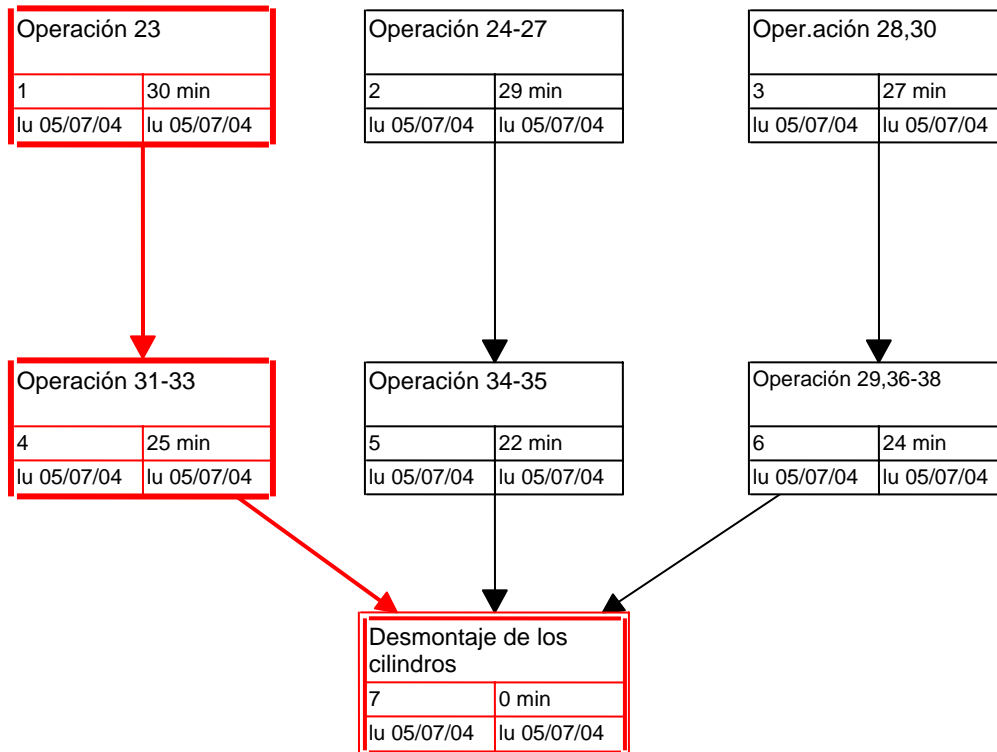 Operación 23
1 30 min
lu 05/07/04 lu 05/07/04
Operación 24-27
2 29 min
lu 05/07/04 lu 05/07/04
Oper.ación 28,30
3 27 min
lu 05/07/04 lu 05/07/04
Operación 31-33
4 25 min
lu 05/07/04 lu 05/07/04
Operación 34-35
5 22 min
lu 05/07/04 lu 05/07/04
Operación 29,36-38
6 24 min
lu 05/07/04 lu 05/07/04
Desmontaje de los
cilindros
7 0 min
lu 05/07/04 lu 05/07/04